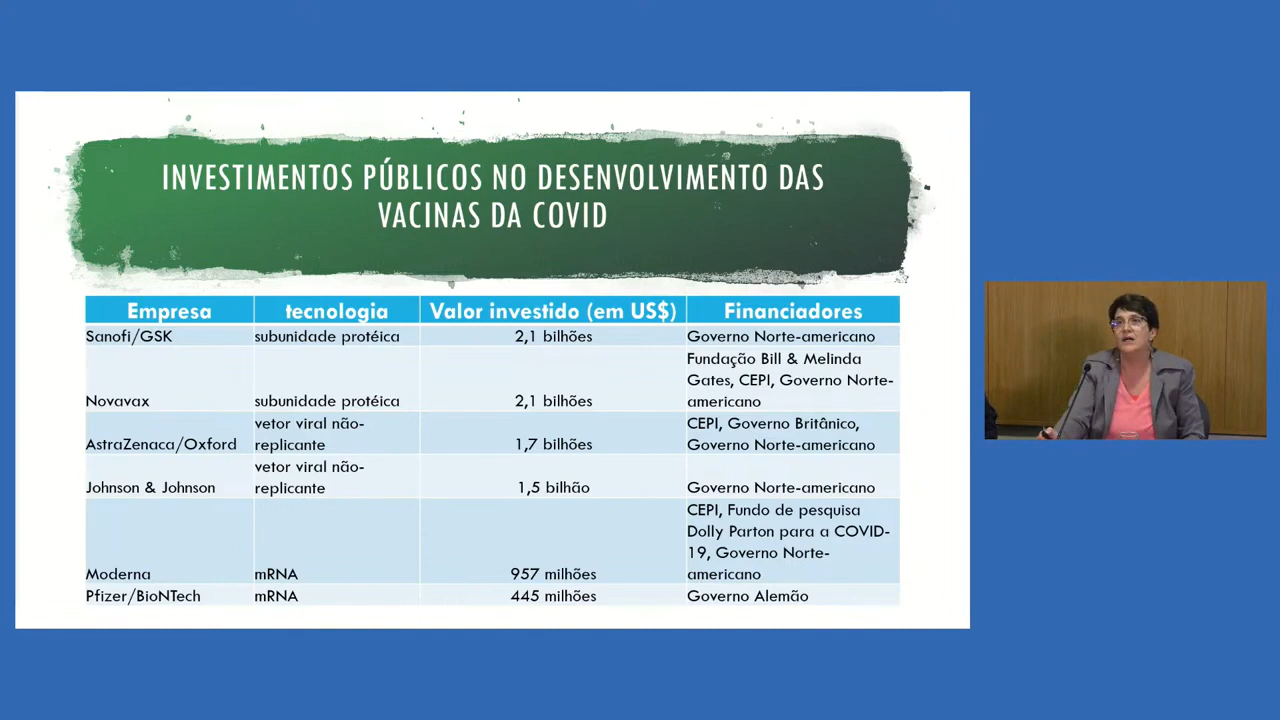 INVESTIMENTOS PÚBLICOS NO DESENVOLVIMENTO DAS
VACINAS DA COVID
Empresa tecnologia Valor investido (em US$) Financiadores
Sanofi/GSK subunidade protéica 2,1 bilhões Governo Norte-americano
Fundação Bill & Melinda
Gates, CEPI, Governo Norte-
Novavax subunidade protéica 2,1 bilhões americano
vetor viral não- CEPI, Governo Britânico,
AstraZenaca/Oxford replicante 1,7 bilhões Governo Norte-americano
vetor viral não-
Johnson & Johnson replicante 1,5 bilhão Governo Norte-americano
CEPI, Fundo de pesquisa
Dolly Parton para a COVID-
19, Governo Norte-
Moderna mRNA 957 milhões americano
Pfizer/BioNTech mRNA 445 milhões Governo Alemão